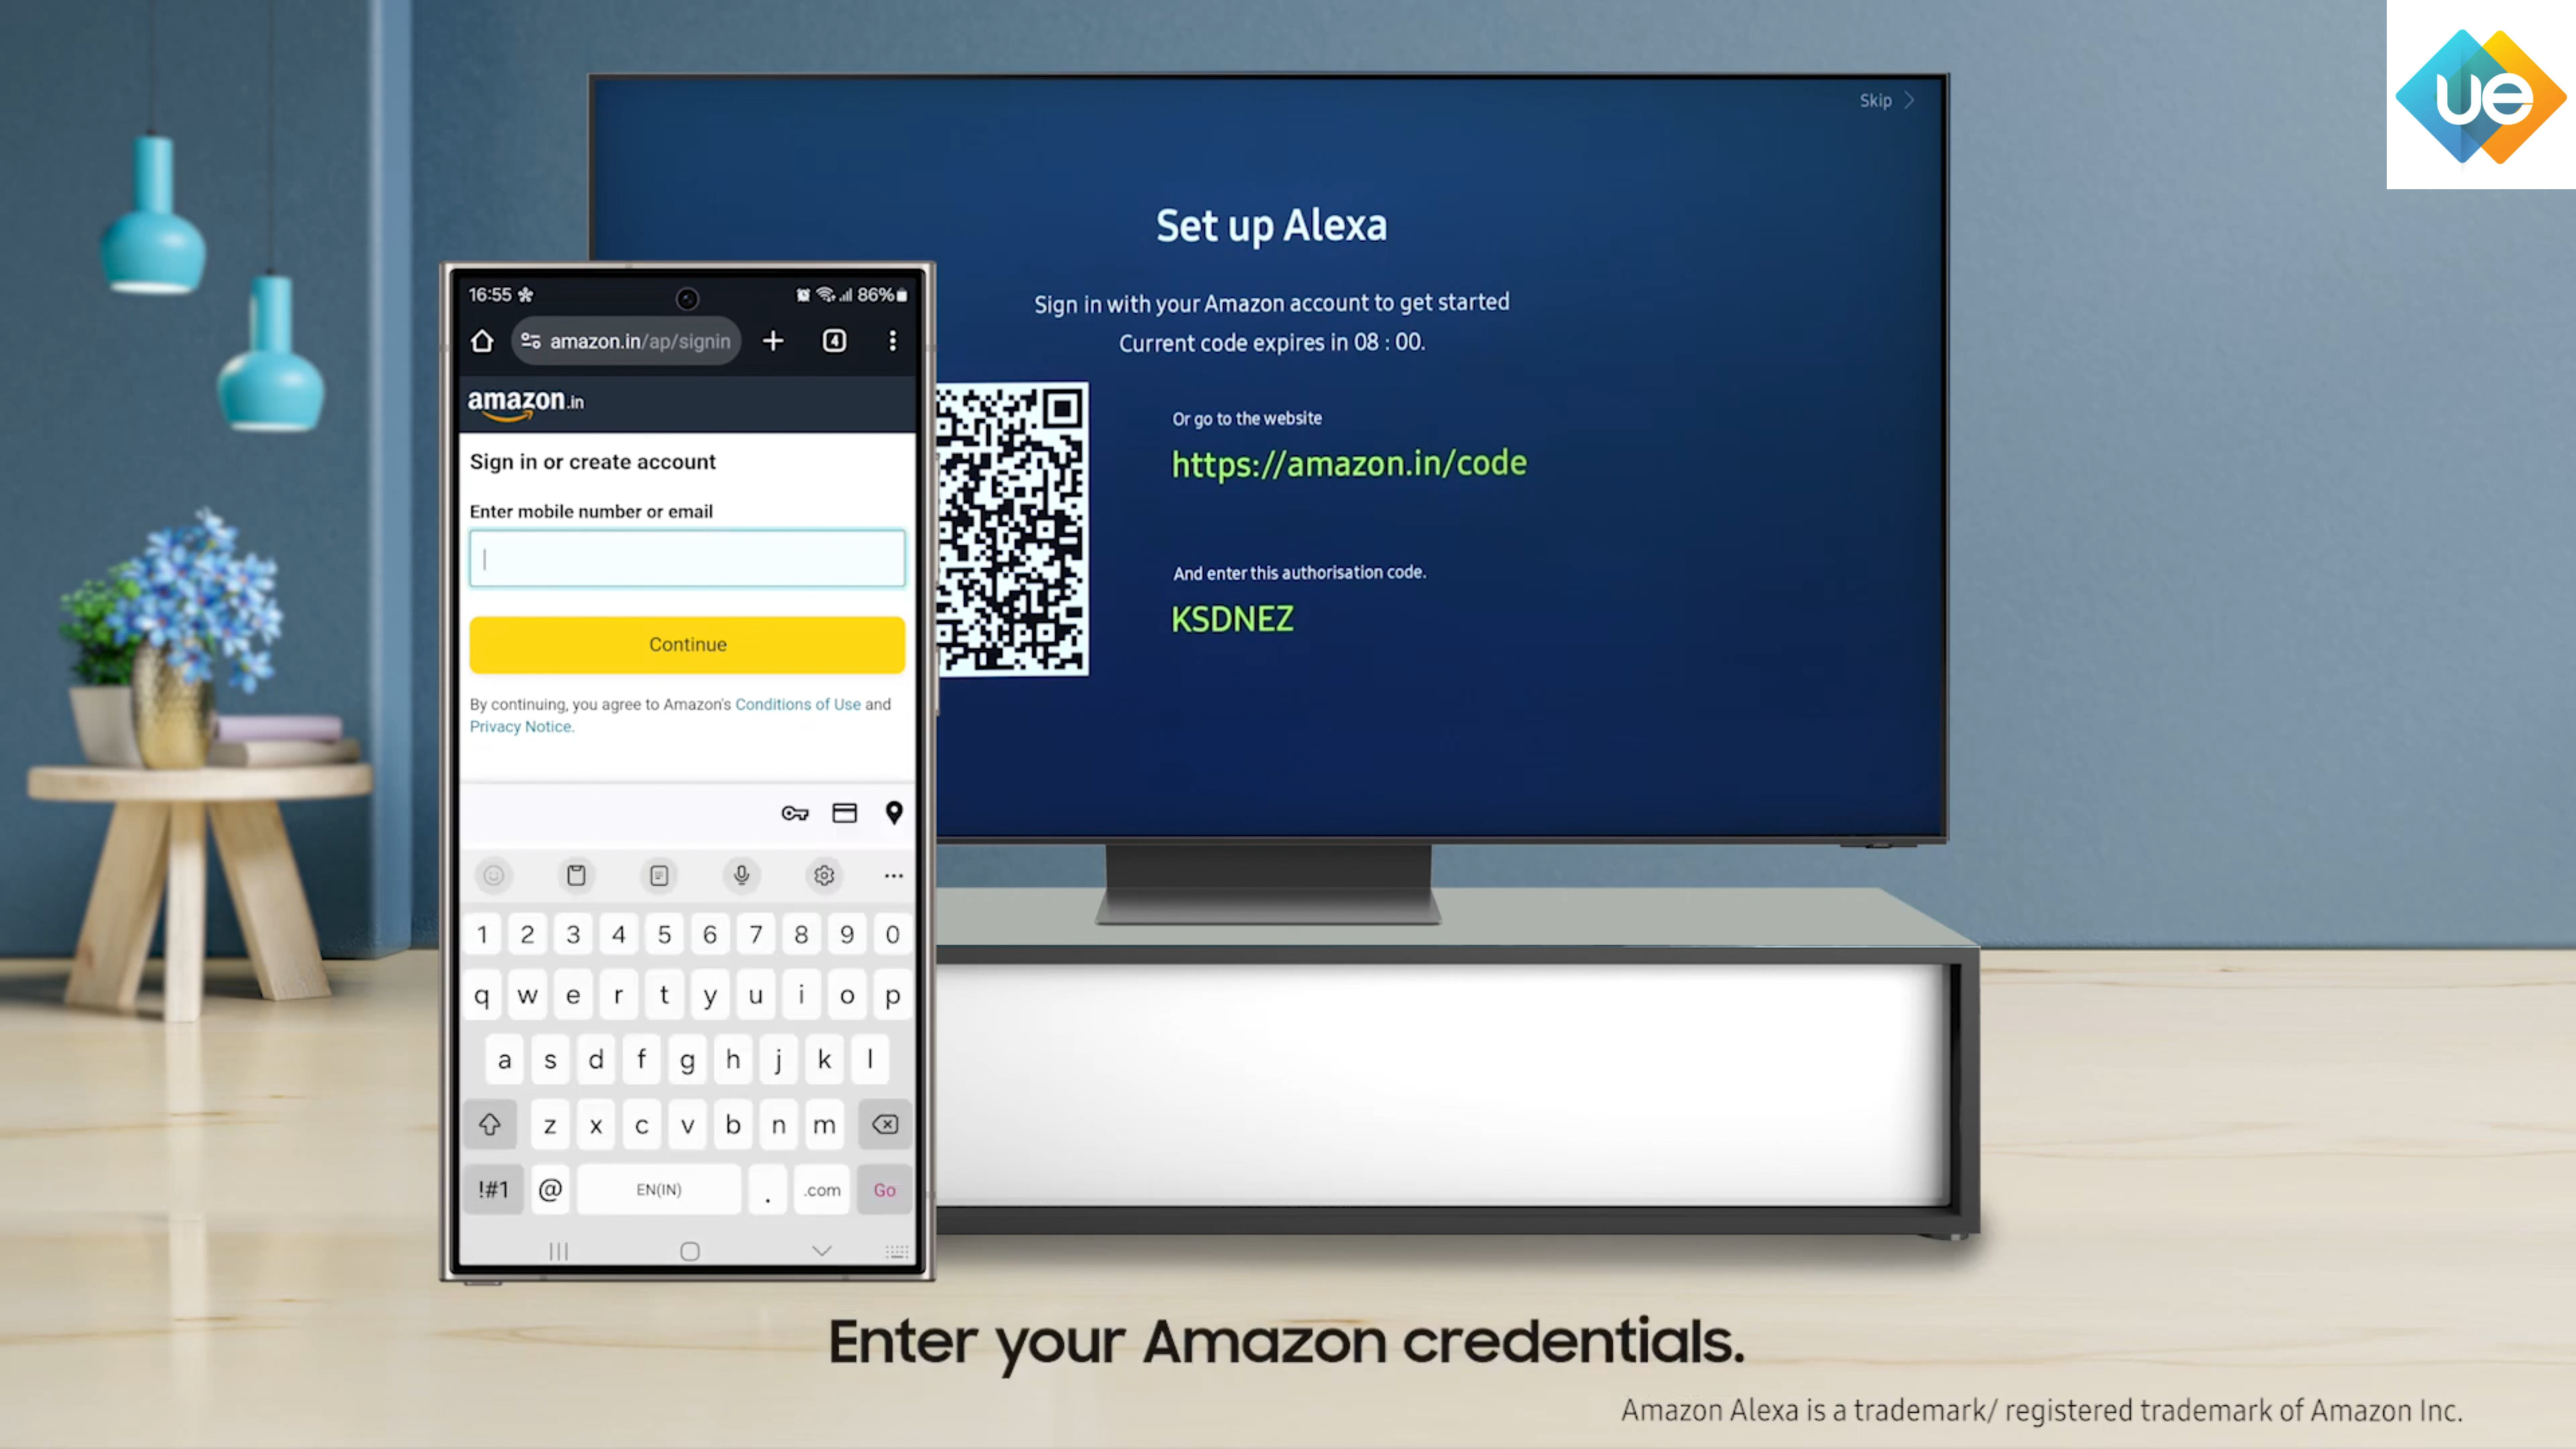 ue
Skip
Set up Alexa
Sign in with your Amazon account to get started
Current code expires in 08 : 00.
Or go to the website
https://amazon.in/code
And enter this authorisation code.
KSDNEZ
16:55
86%
amazon.in/ap/signin
4
amazon.in
Sign in or create account
Enter mobile number or email
Continue
By continuing, you agree to Amazon's Conditions of Use and
Privacy Notice.
1 2 3 4 5 6 7 8 9 0
q w e r t y u i o p
a s d f g h j k l
z x c v b n m
!#1 @ EN(IN) . .com Go
Enter your Amazon credentials.
Amazon Alexa is a trademark/ registered trademark of Amazon Inc.